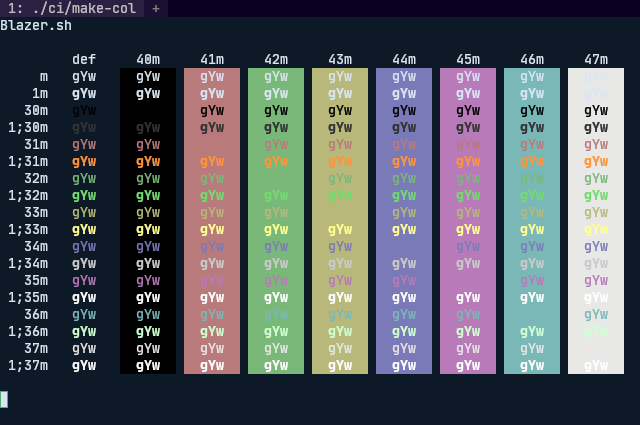 1: ./ci/make-col +
Blazer.sh
def 40m 41m 42m 43m 44m 45m 46m 47m
m gYw gYw gYw gYw gYw gYw gYw gYw gYw
1m gYw gYw gYw gYw gYw gYw gYw gYw gYw
30m gYw gYw gYw gYw gYw gYw gYw gYw
1;30m gYw gYw gYw gYw gYw gYw gYw gYw gYw
31m gYw gYw gYw gYw gYw gYw gYw gYw
1;31m gYw gYw gYw gYw gYw gYw gYw gYw gYw
32m gYw gYw gYw gYw gYw gYw gYw gYw
1;32m gYw gYw gYw gYw gYw gYw gYw gYw gYw
33m gYw gYw gYw gYw gYw gYw gYw gYw
1;33m gYw gYw gYw gYw gYw gYw gYw gYw gYw
34m gYw gYw gYw gYw gYw gYw gYw gYw
1;34m gYw gYw gYw gYw gYw gYw gYw gYw gYw
35m gYw gYw gYw gYw gYw gYw gYw gYw
1;35m gYw gYw gYw gYw gYw gYw gYw gYw gYw
36m gYw gYw gYw gYw gYw gYw gYw gYw
1;36m gYw gYw gYw gYw gYw gYw gYw gYw gYw
37m gYw gYw gYw gYw gYw gYw gYw gYw
1;37m gYw gYw gYw gYw gYw gYw gYw gYw gYw